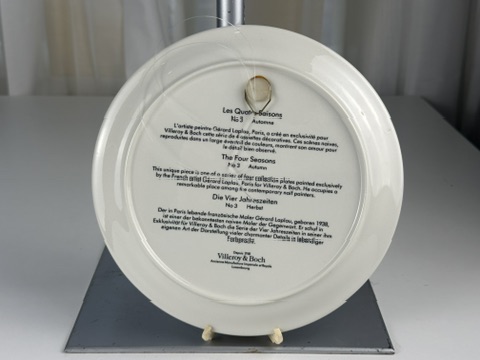 Les Quatre Saisons
No 3 Automne
L'artiste peintre Gérard Laplau, Paris, a créé en exclusivité pour
Villeroy & Boch cette série de 4 assiettes décoratives. Ces scènes naïves,
reproduites dans un large éventail de couleurs, montrent son amour pour
le détail bien observé.
The Four Seasons
No 3 Autumn
This unique piece is one of a series of four collection plates painted exclusively
by the French artist Gérard Laplau, Paris for Villeroy & Boch. He occupies a
remarkable place among the contemporary naif painters.
Die Vier Jahreszeiten
No 3 Herbst
Der in Paris lebende französische Maler Gérard Laplau, geboren 1938,
ist einer der bekanntesten naiven Maler der Gegenwart. Er schuf in
Exklusivität für Villeroy & Boch die Serie der Vier Jahreszeiten in seiner
eigenen Art der Darstellung vieler charmanter Details in lebendiger
Farbsprache.
Villeroy & Boch
Luxembourg